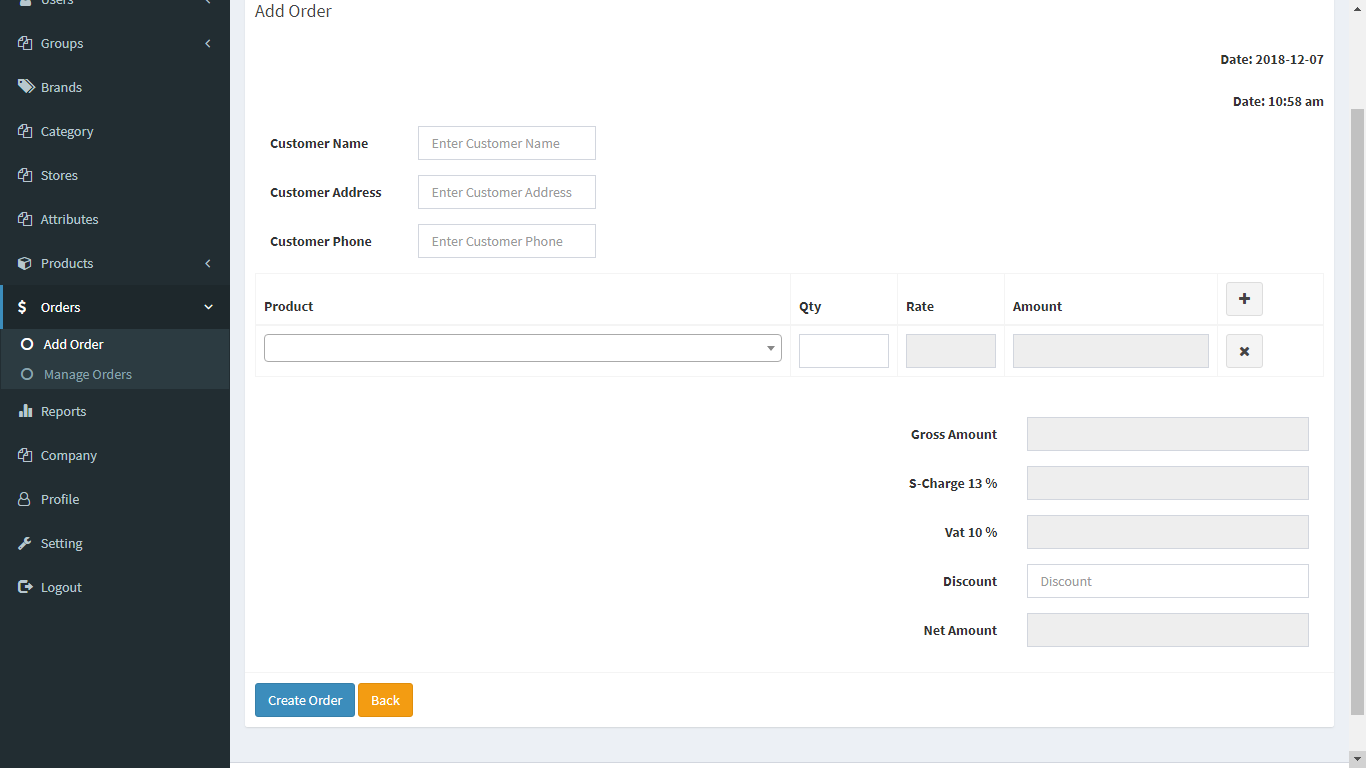 Users
Groups
Brands
Category
Stores
Attributes
Products
Orders
Add Order
Manage Orders
Reports
Company
Profile
Setting
Logout
Add Order
Date: 2018-12-07
Date: 10:58 am
Customer Name Enter Customer Name
Customer Address Enter Customer Address
Customer Phone Enter Customer Phone
Product Qty Rate Amount
Gross Amount
S-Charge 13 %
Vat 10 %
Discount Discount
Net Amount
Create Order Back